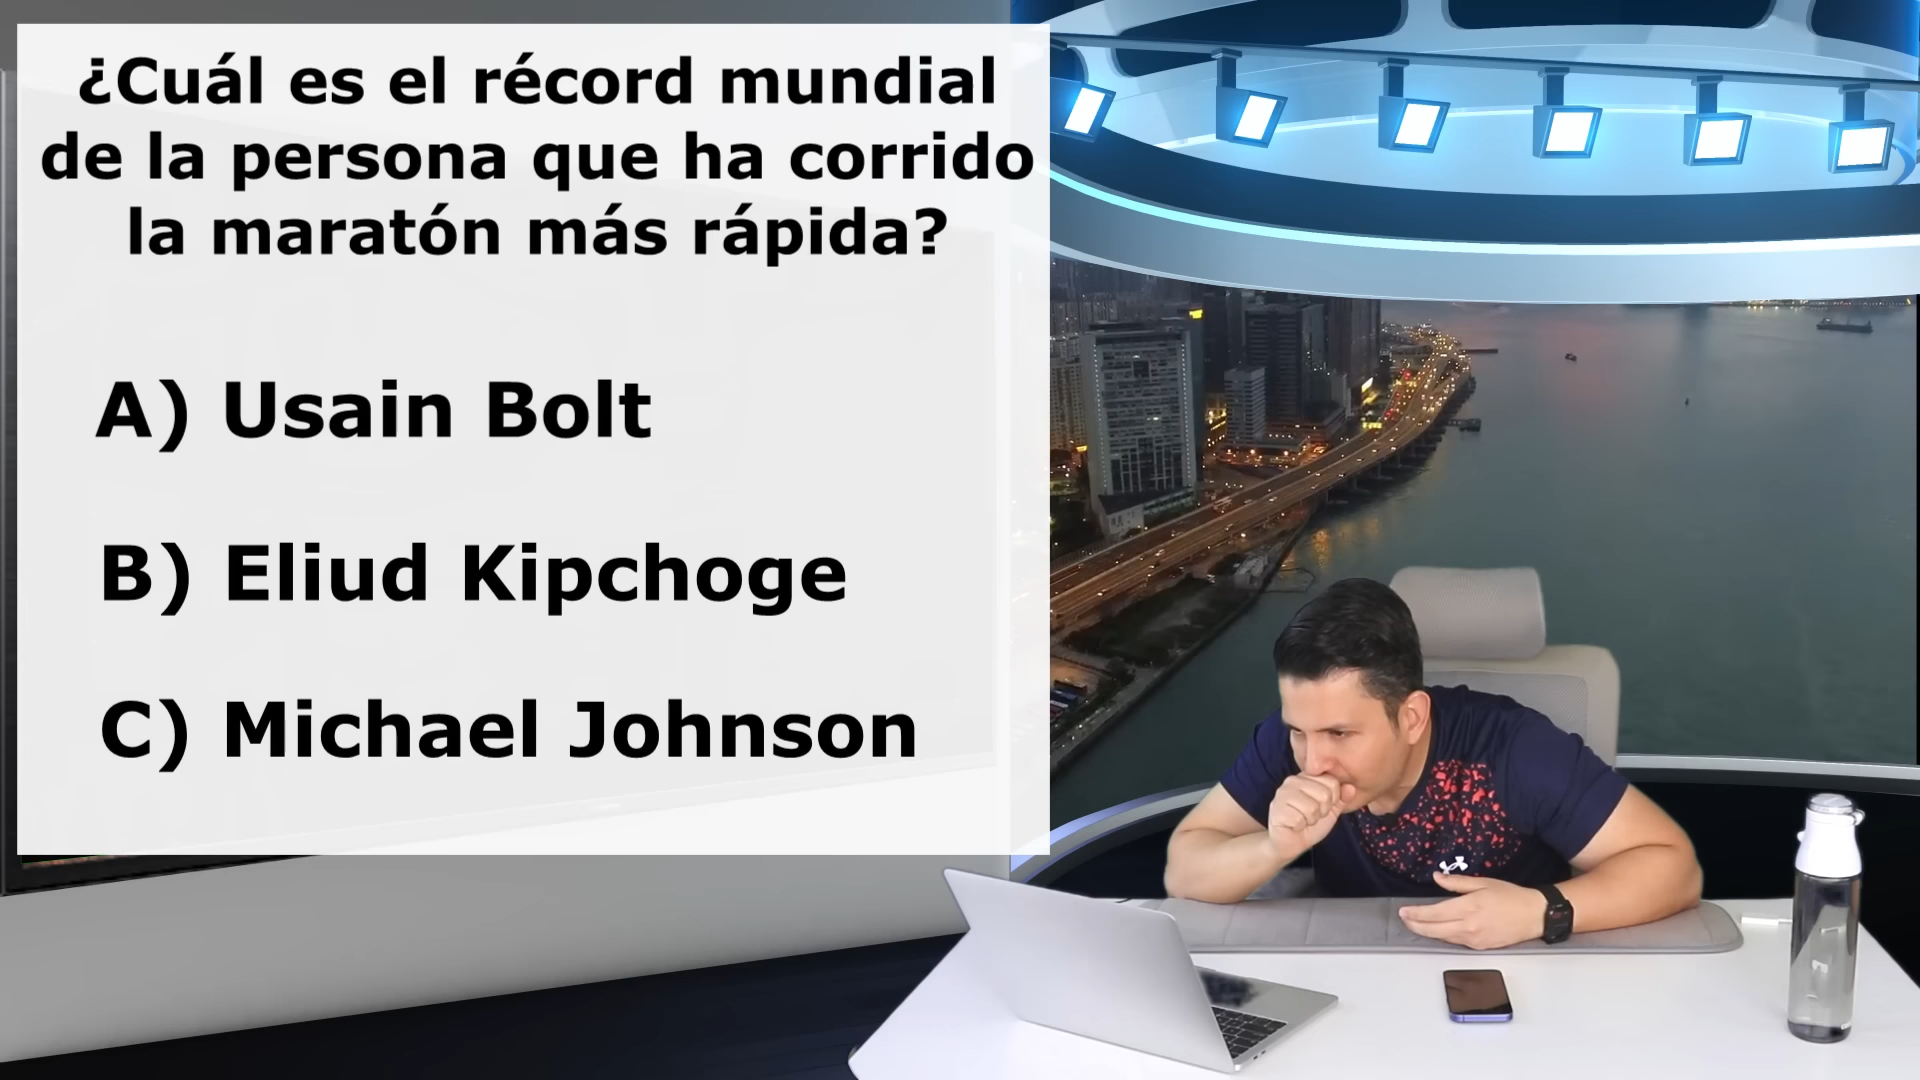 ¿Cuál es el récord mundial
de la persona que ha corrido
la maratón más rápida?
A) Usain Bolt
B) Eliud Kipchoge
C) Michael Johnson